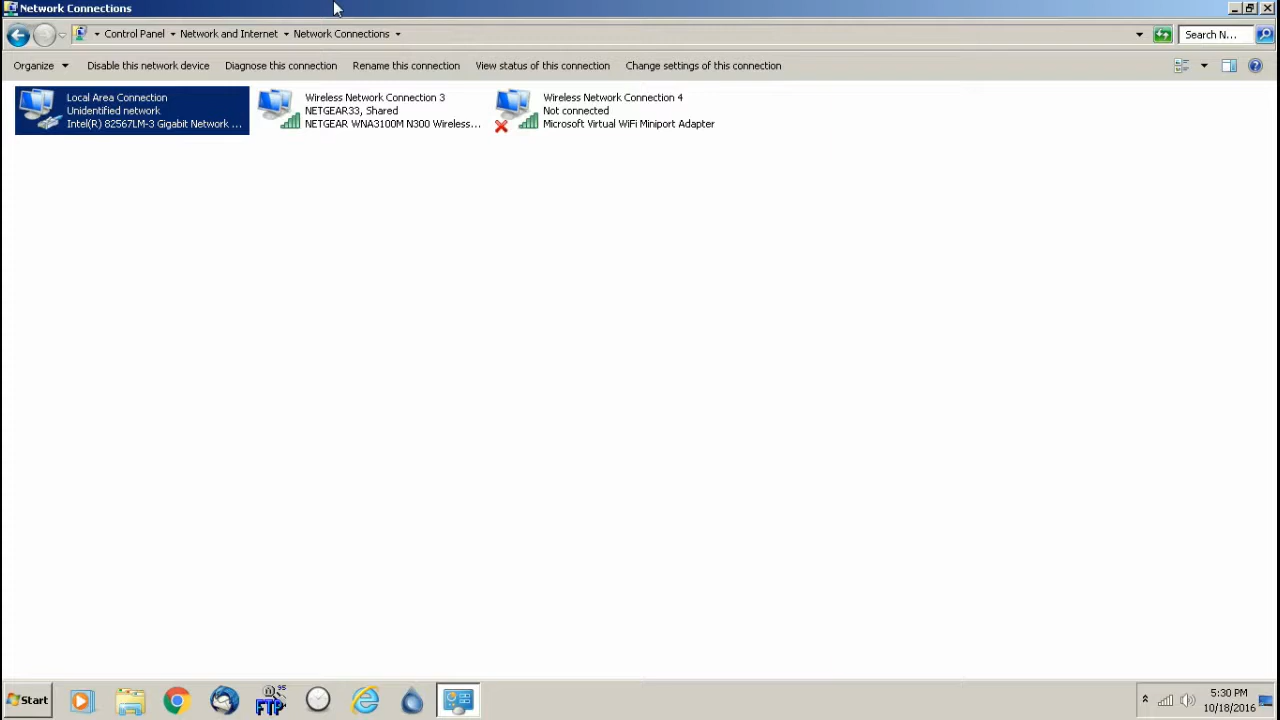 Network Connections
Control Panel Network and Internet Network Connections
Search N...
Organize Disable this network device Diagnose this connection Rename this connection View status of this connection Change settings of this connection
Local Area Connection
Unidentified network
Intel(R) 82567LM-3 Gigabit Network ...
Wireless Network Connection 3
NETGEAR33, Shared
NETGEAR WNA3100M N300 Wireless...
Wireless Network Connection 4
Not connected
Microsoft Virtual WiFi Miniport Adapter
Start
FTP
5:30 PM
10/18/2016